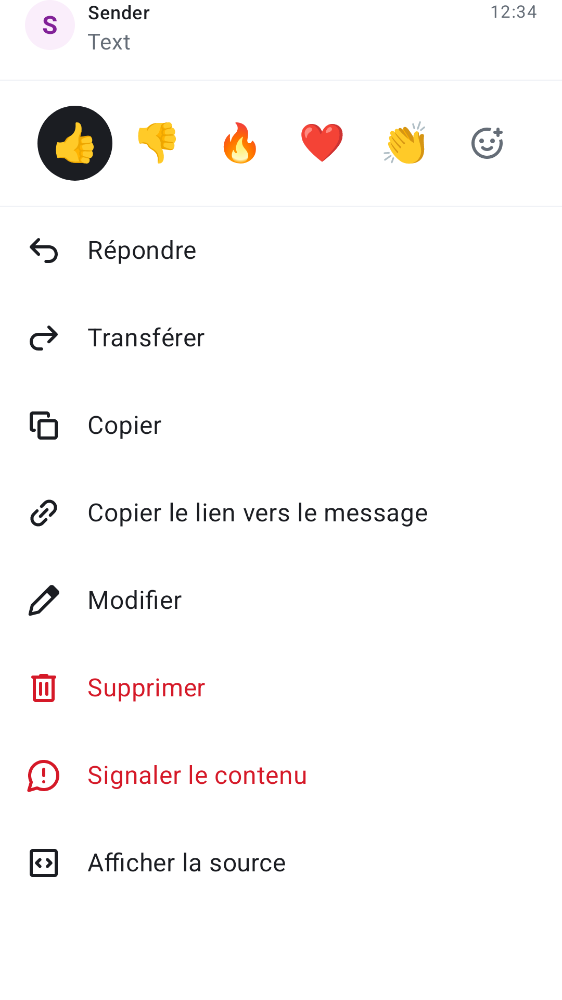 S
Sender
12:34
Text
Répondre
Transférer
Copier
Copier le lien vers le message
Modifier
Supprimer
Signaler le contenu
Afficher la source